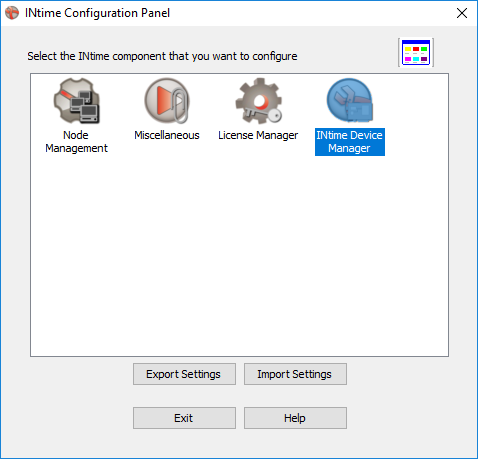 INtime Configuration Panel
Select the INtime component that you want to configure
Node
Management
Miscellaneous
License Manager
INtime Device
Manager
Export Settings
Import Settings
Exit
Help